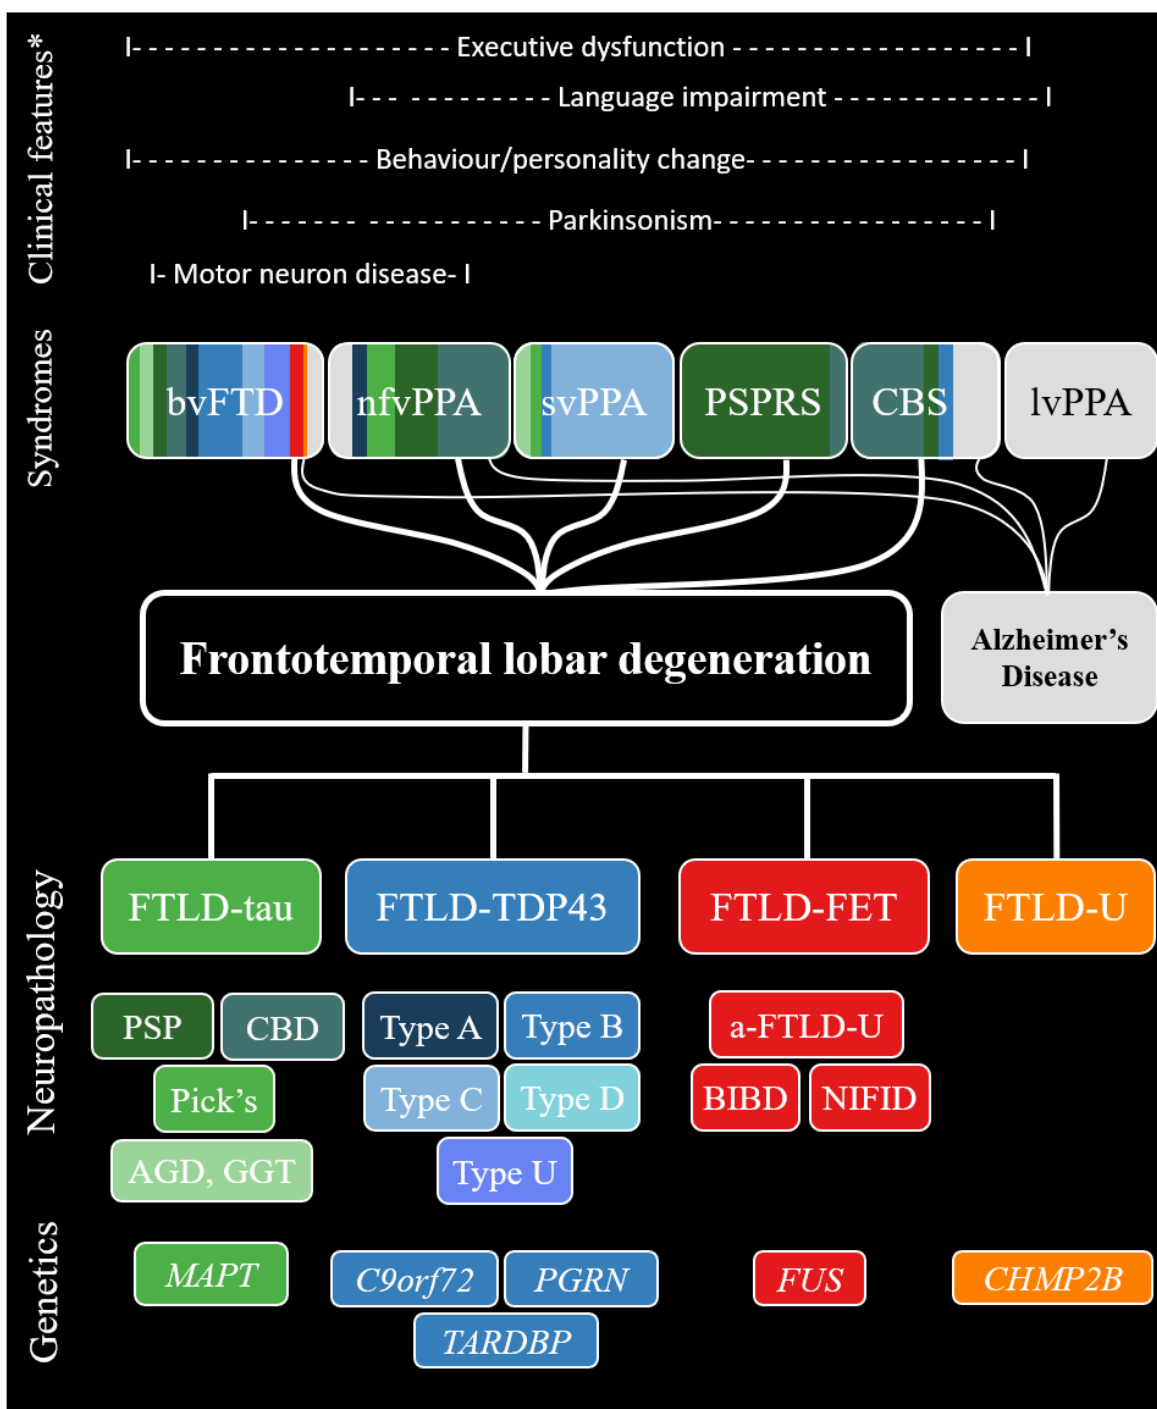 Clinical features*
Executive dysfunction
Language impairment
Behaviour/personality change
Parkinsonism
Motor neuron disease
Syndromes
bvFTD
nfvPPA
svPPA
PSPRS
CBS
lvPPA
Frontotemporal lobar degeneration
Alzheimer's
Disease
Neuropathology
FTLD-tau
FTLD-TDP43
FTLD-FET
FTLD-U
PSP
CBD
Type A
Type B
a-FTLD-U
Pick's
Type C
Type D
BIBD
NIFID
AGD, GGT
Type U
Genetics
MAPT
C9orf72
PGRN
FUS
CHMP2B
TARDBP